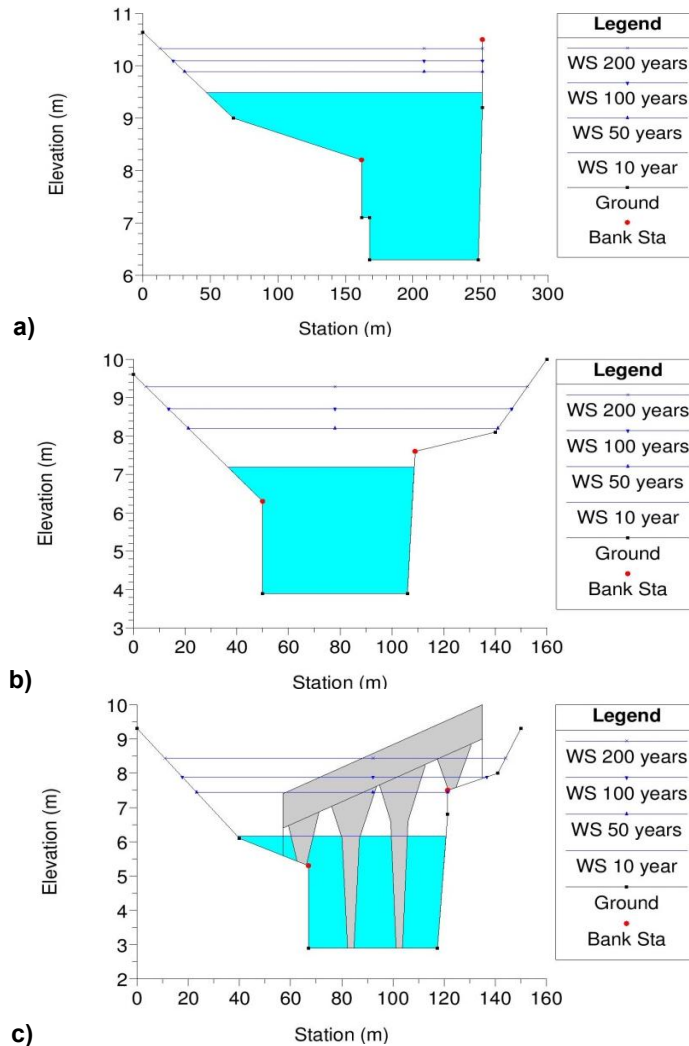 11
10
9
8
7
6
Elevation (m)
0 50 100 150 200 250 300
Station (m)
Legend
WS 200 years
WS 100 years
WS 50 years
WS 10 year
Ground
Bank Sta
a)
10
9
8
7
6
5
4
3
Elevation (m)
0 20 40 60 80 100 120 140 160
Station (m)
Legend
WS 200 years
WS 100 years
WS 50 years
WS 10 year
Ground
Bank Sta
b)
10
9
8
7
6
5
4
3
2
Elevation (m)
0 20 40 60 80 100 120 140 160
Station (m)
Legend
WS 200 years
WS 100 years
WS 50 years
WS 10 year
Ground
Bank Sta
c)